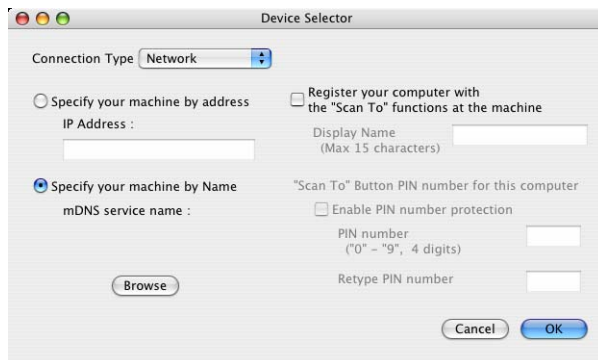 Device Selector
Connection Type Network
Specify your machine by address
IP Address :
Specify your machine by Name
mDNS service name :
Browse
Register your computer with
the "Scan To" functions at the machine
Display Name
(Max 15 characters)
"Scan To" Button PIN number for this computer
Enable PIN number protection
PIN number
("0" – "9", 4 digits)
Retype PIN number
Cancel OK